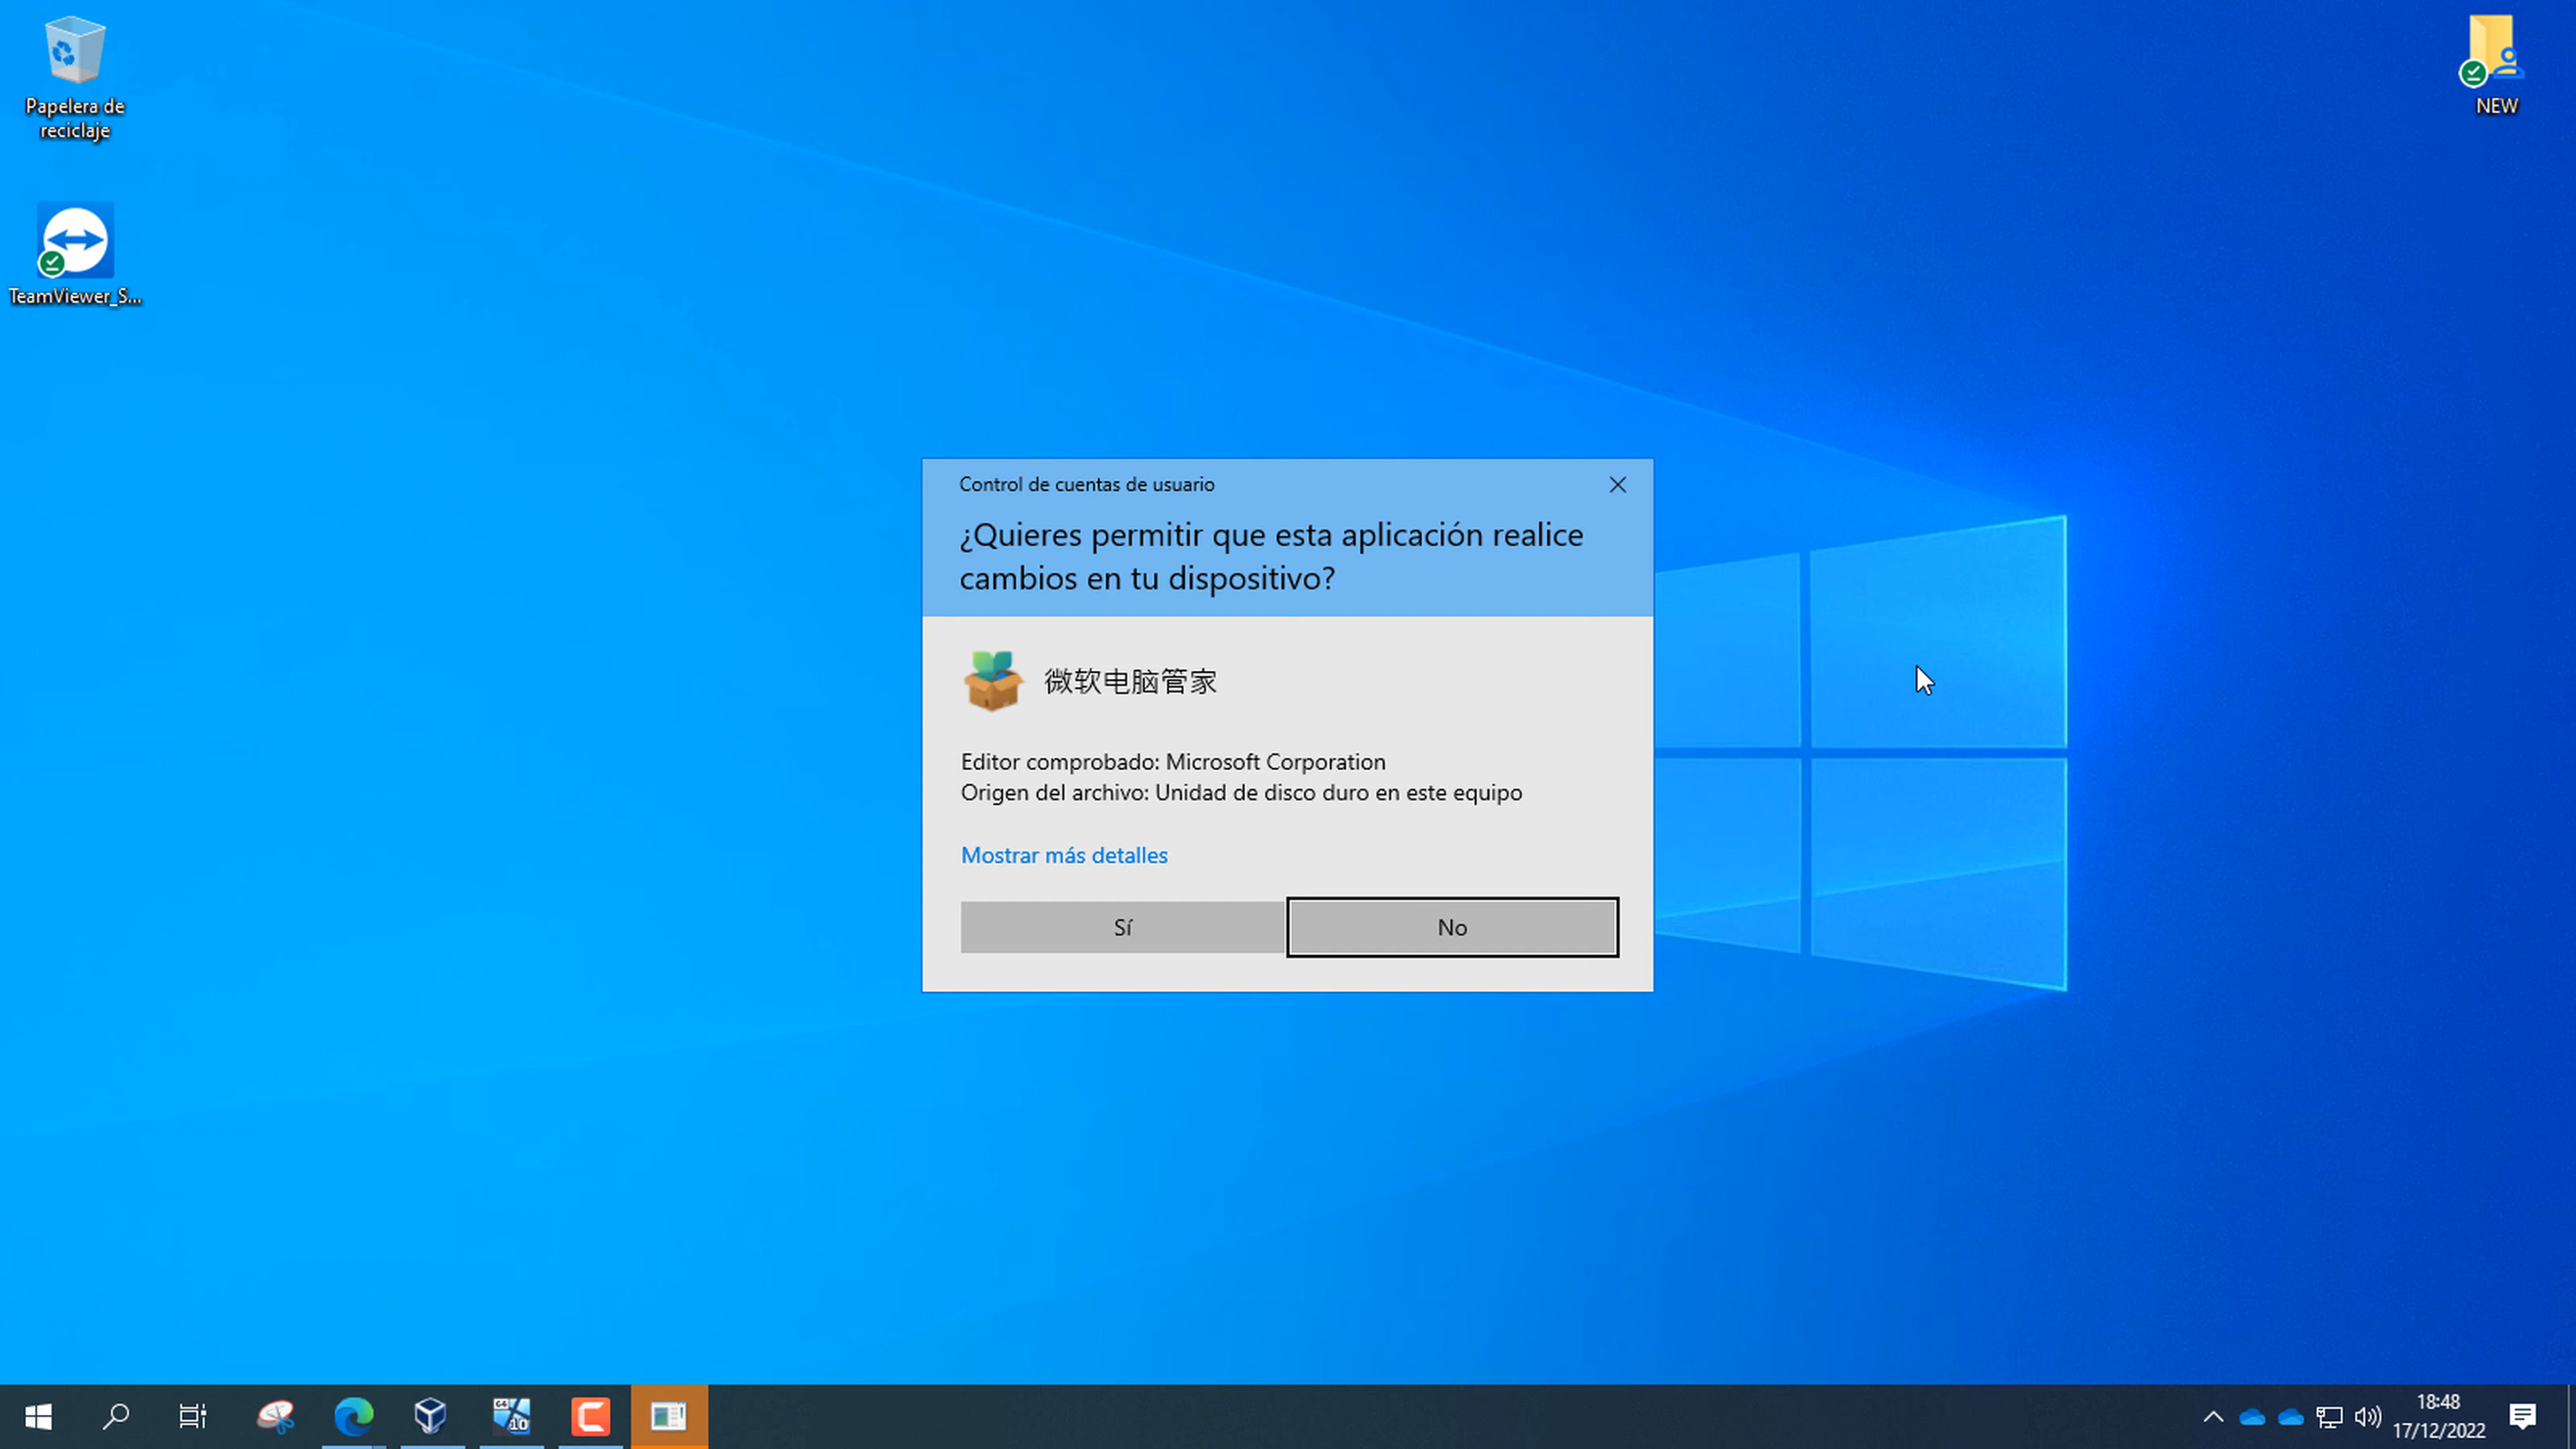 Papelera de
reciclaje
NEW
TeamViewer_S...
Control de cuentas de usuario
¿Quieres permitir que esta aplicación realice
cambios en tu dispositivo?
微软电脑管家
Editor comprobado: Microsoft Corporation
Origen del archivo: Unidad de disco duro en este equipo
Mostrar más detalles
Sí
No
64
10
18:48
17/12/2022